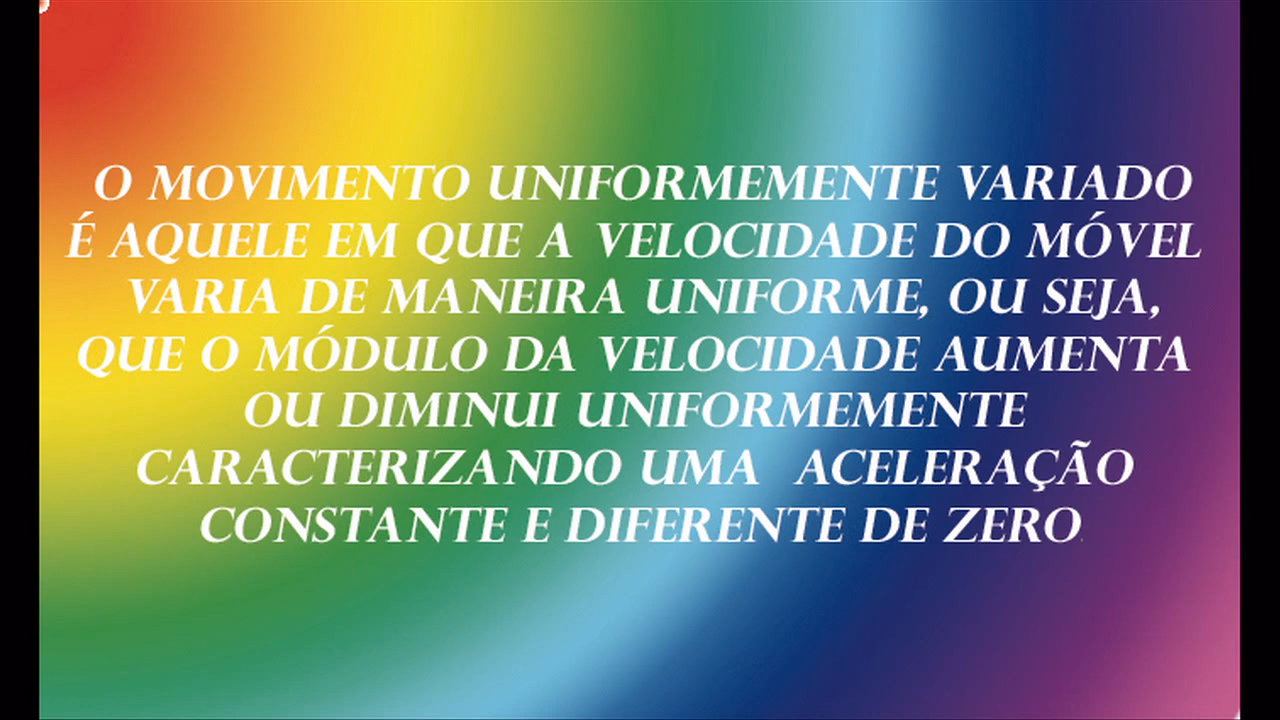 O MOVIMENTO UNIFORMEMENTE VARIADO
É AQUELE EM QUE A VELOCIDADE DO MÓVEL
VARIA DE MANEIRA UNIFORME, OU SEJA,
QUE O MÓDULO DA VELOCIDADE AUMENTA
OU DIMINUI UNIFORMEMENTE
CARACTERIZANDO UMA ACELERAÇÃO
CONSTANTE E DIFERENTE DE ZERO.